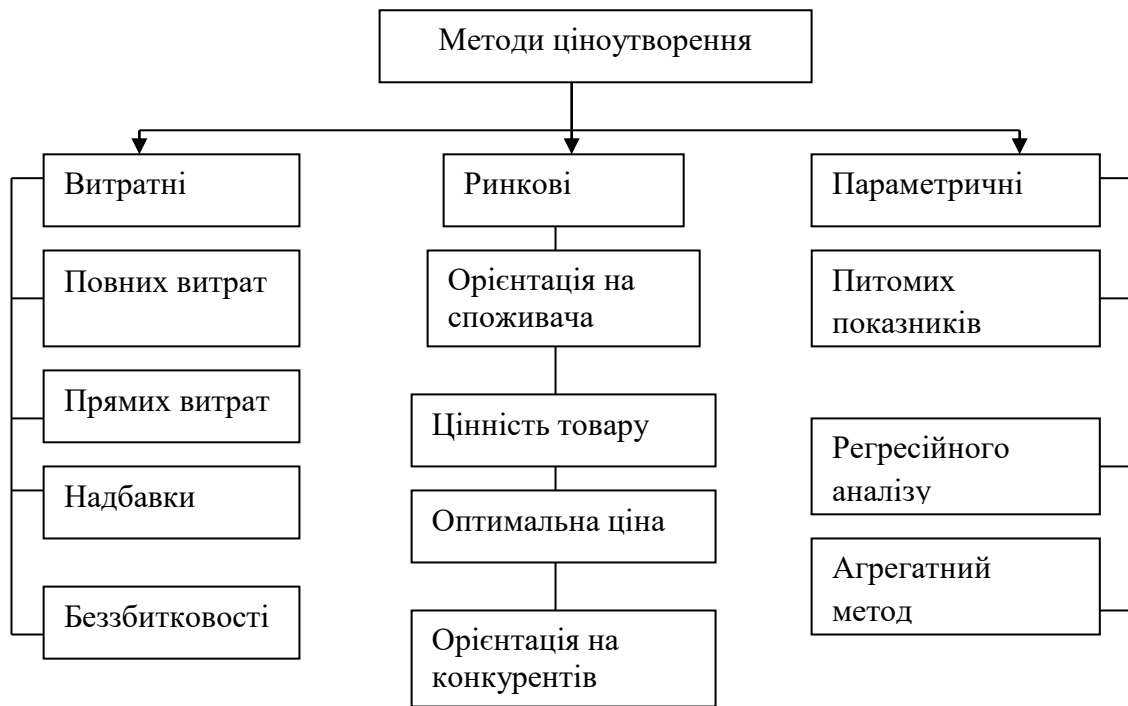 Методи ціноутворення
Витратні
Повних витрат
Прямих витрат
Надбавки
Беззбитковості
Ринкові
Орієнтація на
споживача
Цінність товару
Оптимальна ціна
Орієнтація на
конкурентів
Параметричні
Питомих
показників
Регресійного
аналізу
Агрегатний
метод